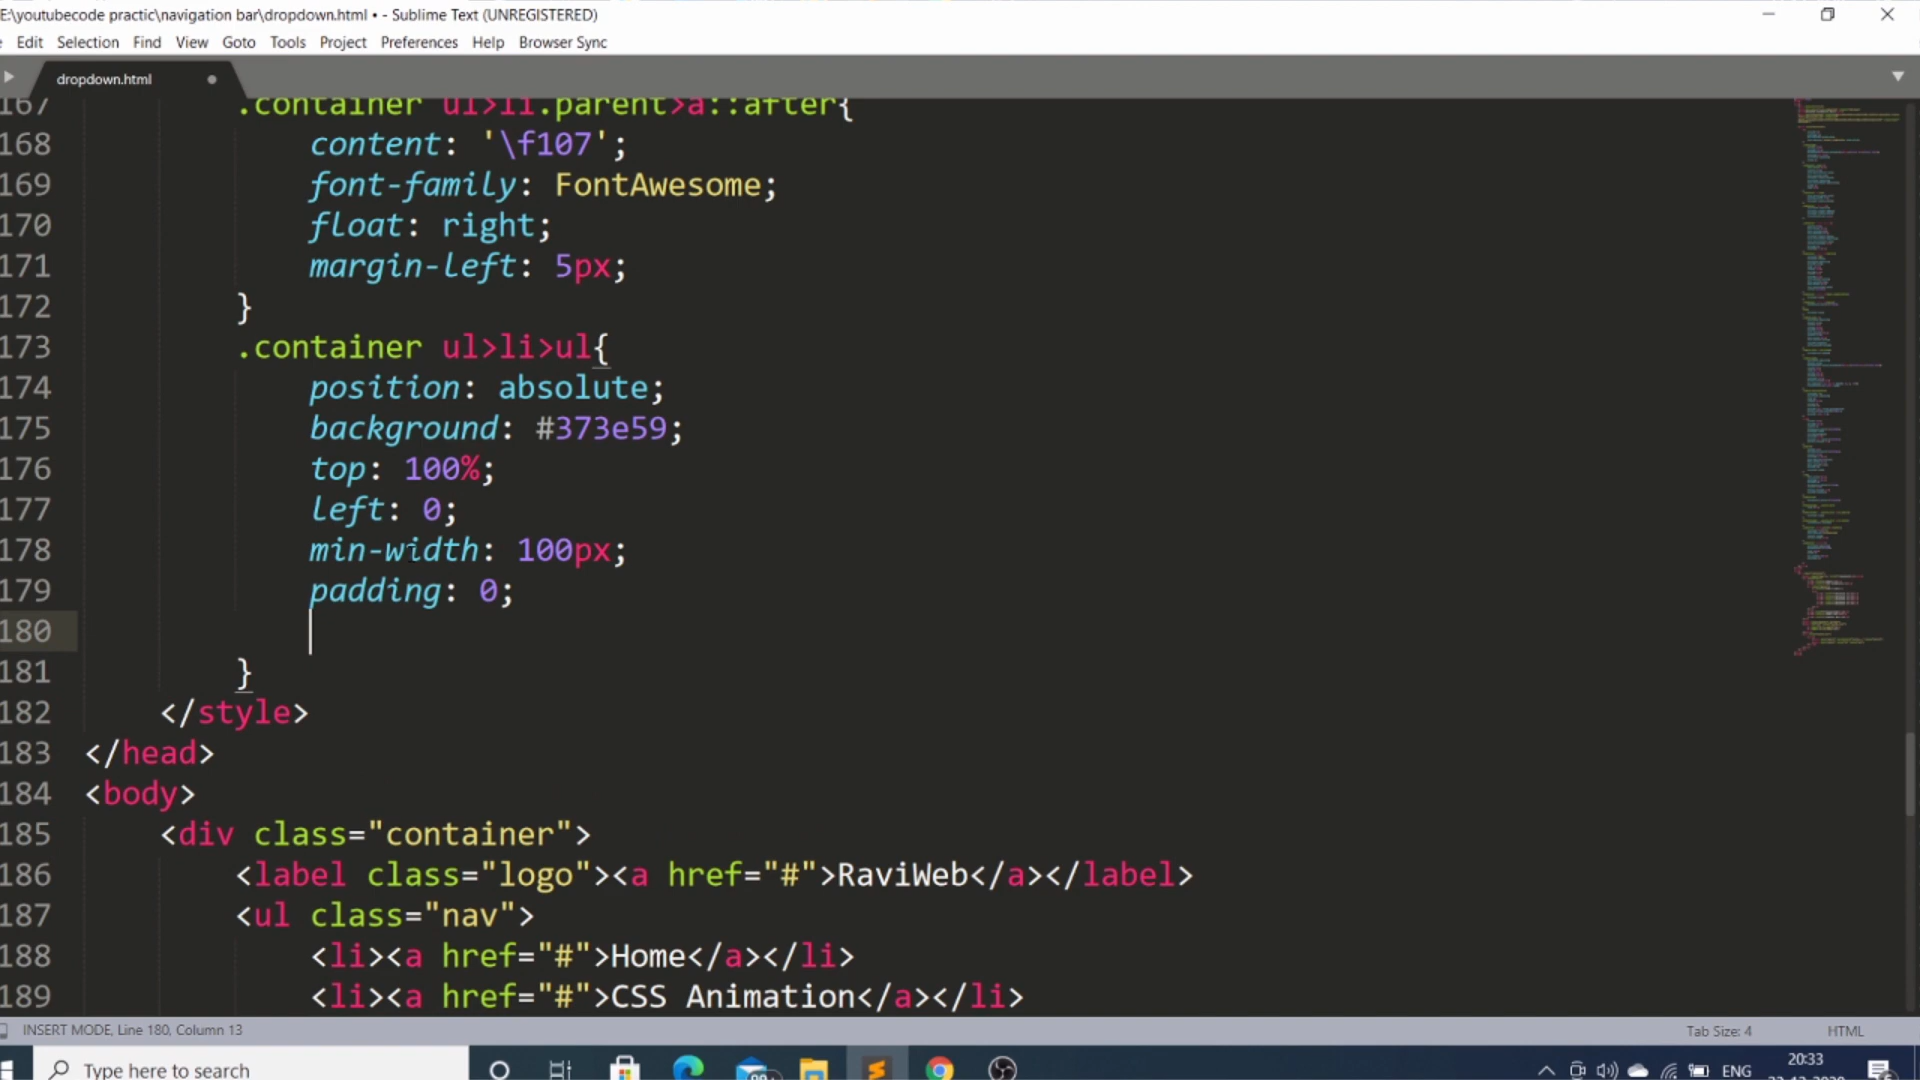 E:\youtubecode practic\navigation bar\dropdown.html • - Sublime Text (UNREGISTERED)
Edit Selection Find View Goto Tools Project Preferences Help Browser Sync
dropdown.html
167 .container ul>li.parent>a::after{
168 content: '\f107';
169 font-family: FontAwesome;
170 float: right;
171 margin-left: 5px;
172 }
173 .container ul>li>ul{
174 position: absolute;
175 background: #373e59;
176 top: 100%;
177 left: 0;
178 min-width: 100px;
179 padding: 0;
180
181 }
182 </style>
183 </head>
184 <body>
185 <div class="container">
186 <label class="logo"><a href="#">RaviWeb</a></label>
187 <ul class="nav">
188 <li><a href="#">Home</a></li>
189 <li><a href="#">CSS Animation</a></li>
INSERT MODE, Line 180, Column 13 Tab Size: 4 HTML
Type here to search 99+ ENG 20:33